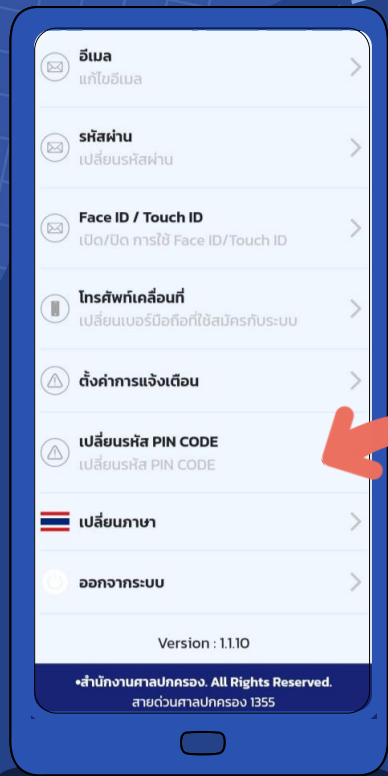 อีเมล
แก้ไขอีเมล
รหัสผ่าน
เปลี่ยนรหัสผ่าน
Face ID / Touch ID
เปิด/ปิด การใช้ Face ID/Touch ID
โทรศัพท์เคลื่อนที่
เปลี่ยนเบอร์มือถือที่ใช้สมัครกับระบบ
ตั้งค่าการแจ้งเตือน
เปลี่ยนรหัส PIN CODE
เปลี่ยนรหัส PIN CODE
เปลี่ยนภาษา
ออกจากระบบ
Version : 1.1.10
•สำนักงานศาลปกครอง. All Rights Reserved.
สายด่วนศาลปกครอง 1355